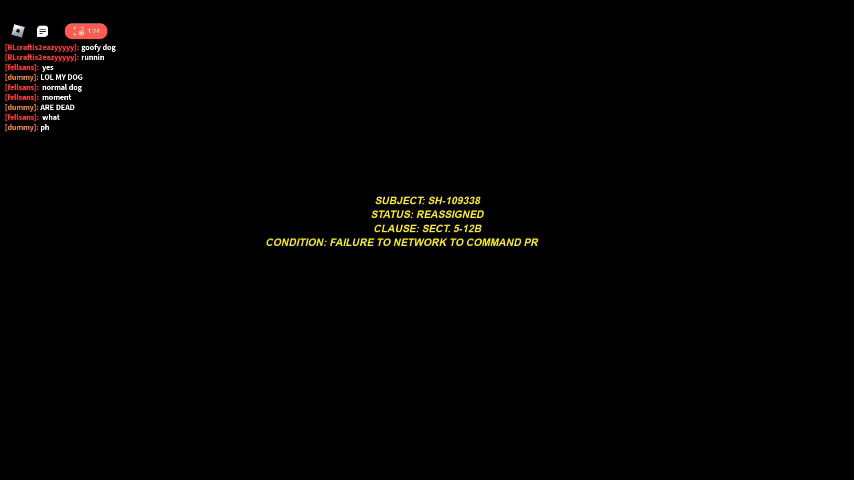 1:24
[RLcraftis2eazyyyyy]: goofy dog
[RLcraftis2eazyyyyy]: runnin
[fellsans]: yes
[dummy]: LOL MY DOG
[fellsans]: normal dog
[fellsans]: moment
[dummy]: ARE DEAD
[fellsans]: what
[dummy]: ph
SUBJECT: SH-109338
STATUS: REASSIGNED
CLAUSE: SECT. 5-12B
CONDITION: FAILURE TO NETWORK TO COMMAND PR